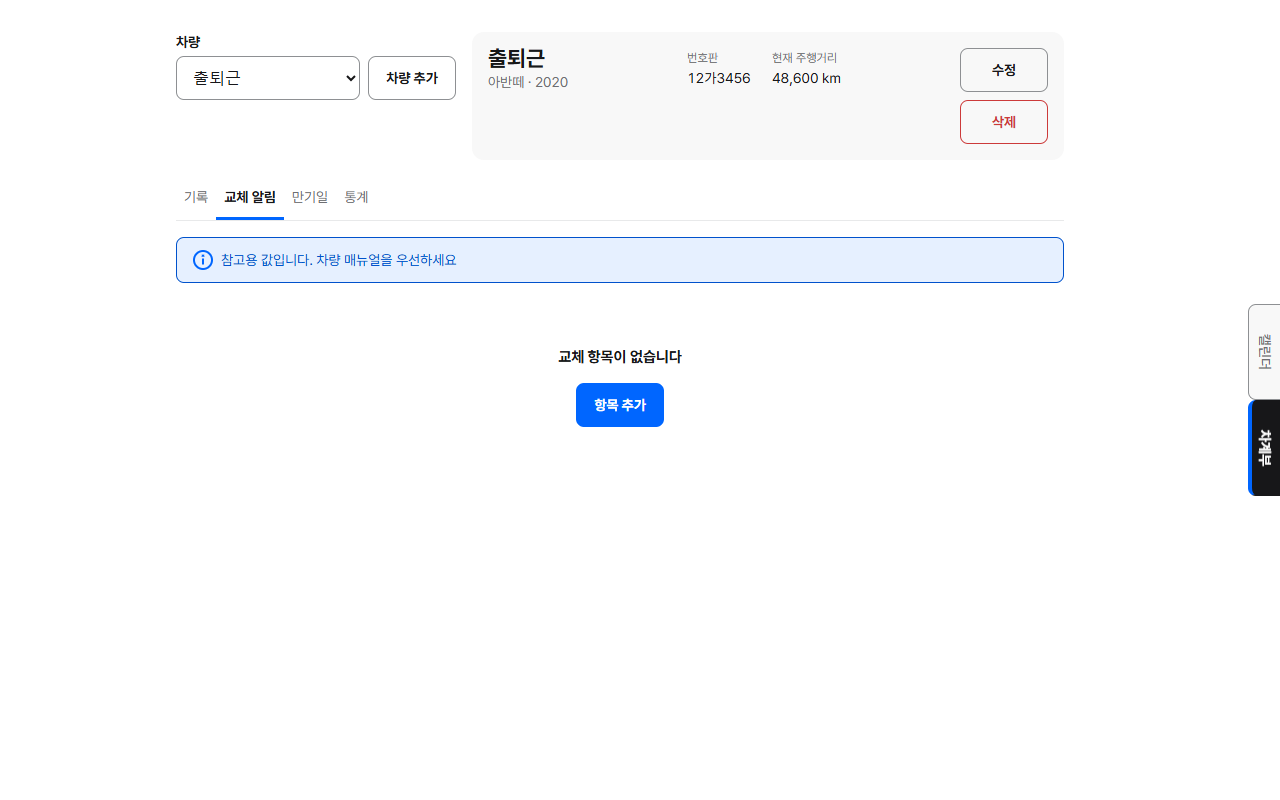 차량
출퇴근
차량 추가
출퇴근
아반떼 · 2020
번호판
12가3456
현재 주행거리
48,600 km
수정
삭제
기록
교체 알림
만기일
통계
참고용 값입니다. 차량 매뉴얼을 우선하세요
교체 항목이 없습니다
항목 추가
캘린더
차계부